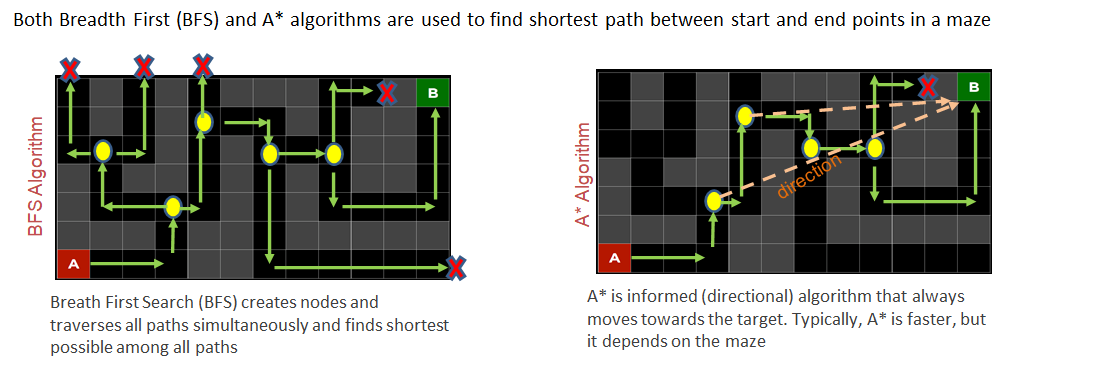 Both Breadth First (BFS) and A* algorithms are used to find shortest path between start and end points in a maze
BFS Algorithm
B
A
Breath First Search (BFS) creates nodes and
traverses all paths simultaneously and finds shortest
possible among all paths
A* Algorithm
B
direction
A
A* is informed (directional) algorithm that always
moves towards the target. Typically, A* is faster, but
it depends on the maze